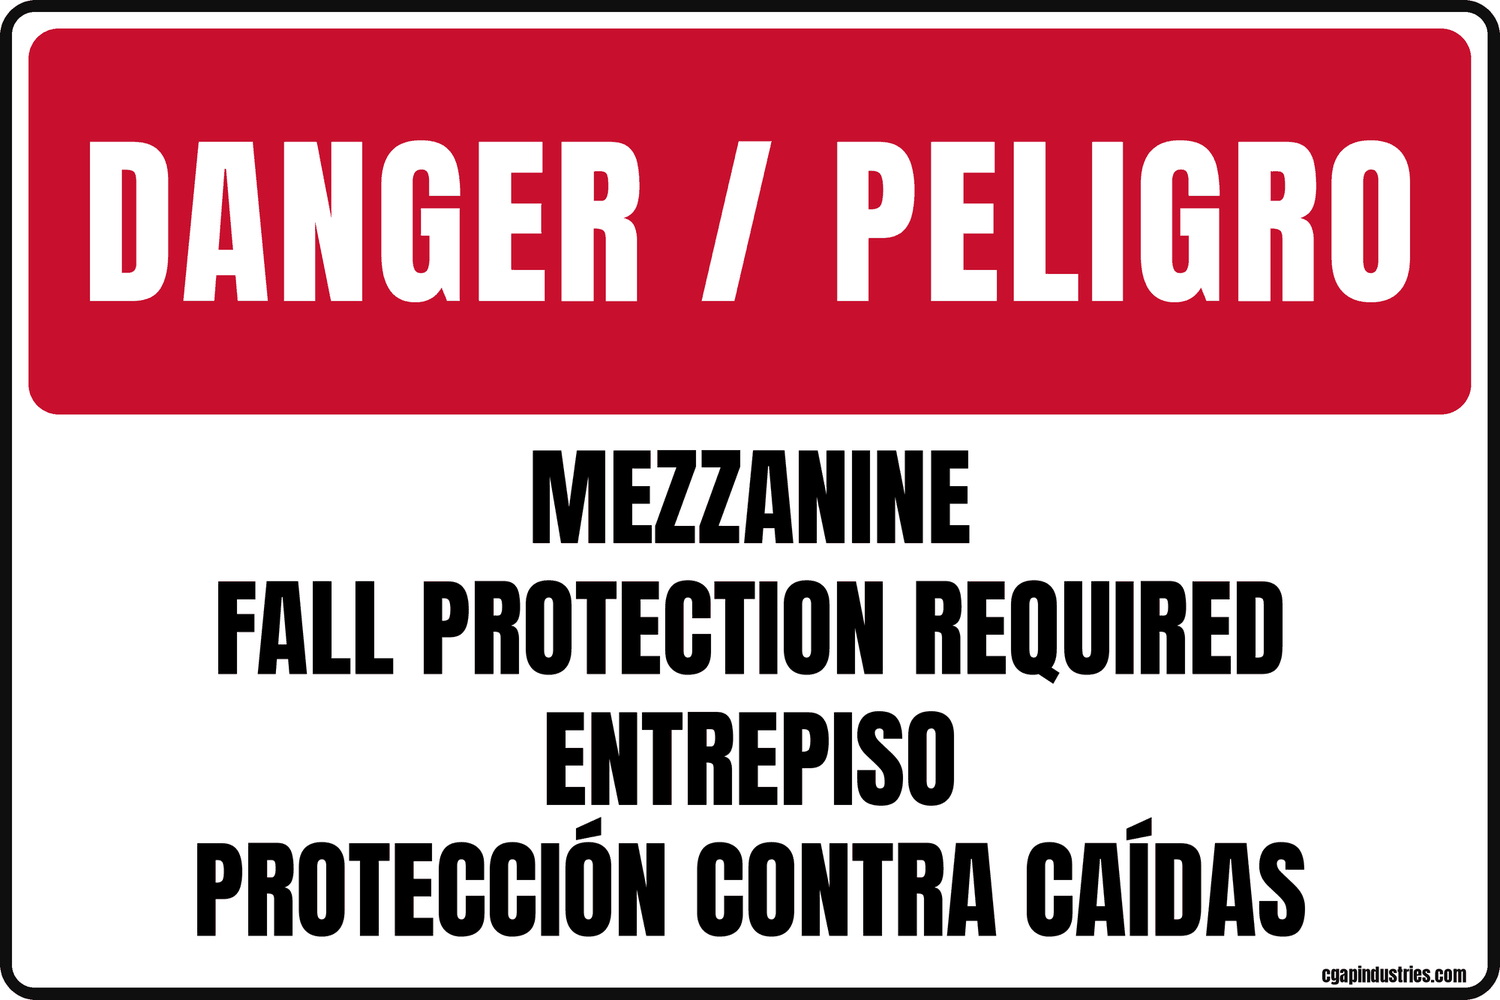 DANGER / PELIGRO
MEZZANINE
FALL PROTECTION REQUIRED
ENTREPISO
PROTECCIÓN CONTRA CAÍDAS
cgapindustries.com